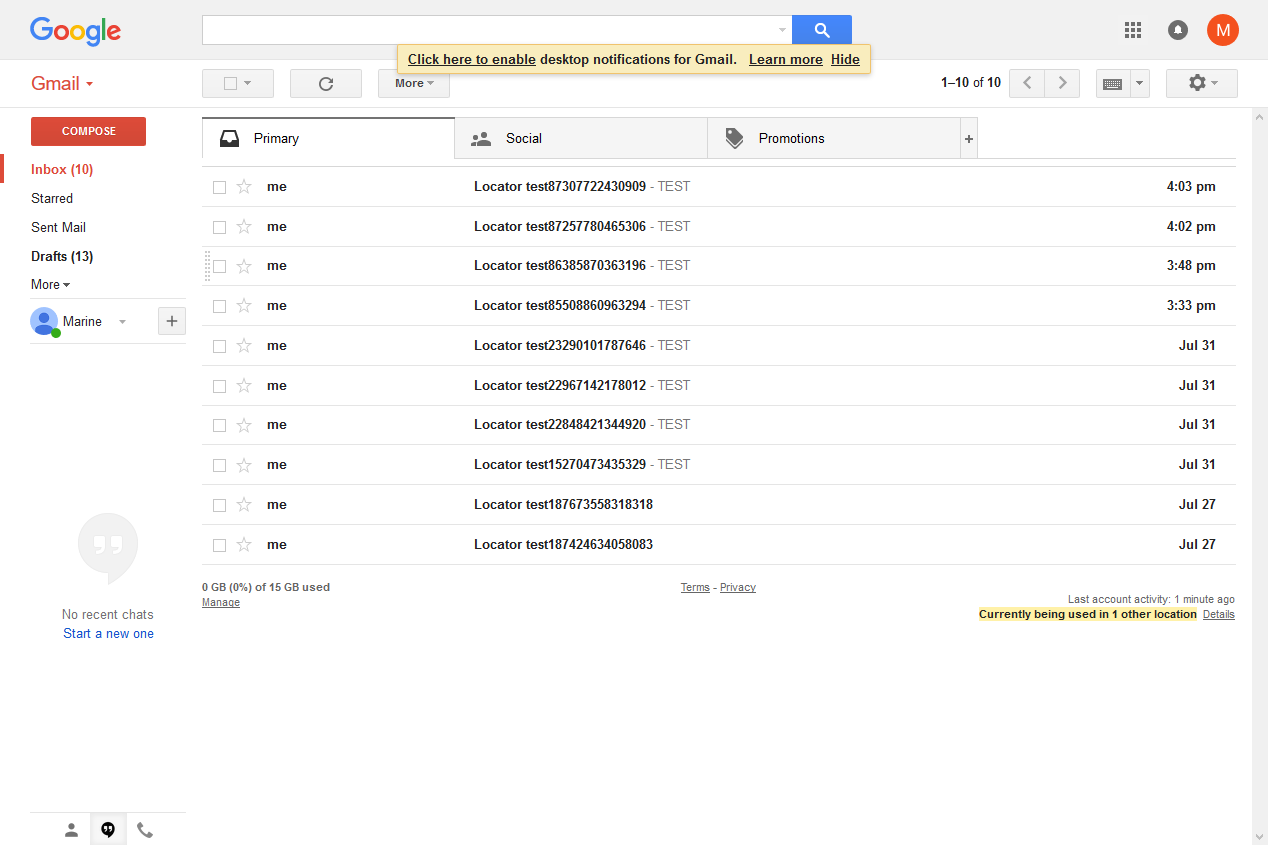 Google
M
Click here to enable desktop notifications for Gmail. Learn more Hide
Gmail
More
1–10 of 10
COMPOSE
Primary
Social
Promotions
+
Inbox (10)
Starred
Sent Mail
Drafts (13)
More
Marine
+
me Locator test87307722430909 - TEST 4:03 pm
me Locator test87257780465306 - TEST 4:02 pm
me Locator test86385870363196 - TEST 3:48 pm
me Locator test85508860963294 - TEST 3:33 pm
me Locator test23290101787646 - TEST Jul 31
me Locator test22967142178012 - TEST Jul 31
me Locator test22848421344920 - TEST Jul 31
me Locator test15270473435329 - TEST Jul 31
me Locator test187673558318318 Jul 27
me Locator test187424634058083 Jul 27
No recent chats
Start a new one
0 GB (0%) of 15 GB used
Manage
Terms - Privacy
Last account activity: 1 minute ago
Currently being used in 1 other location Details